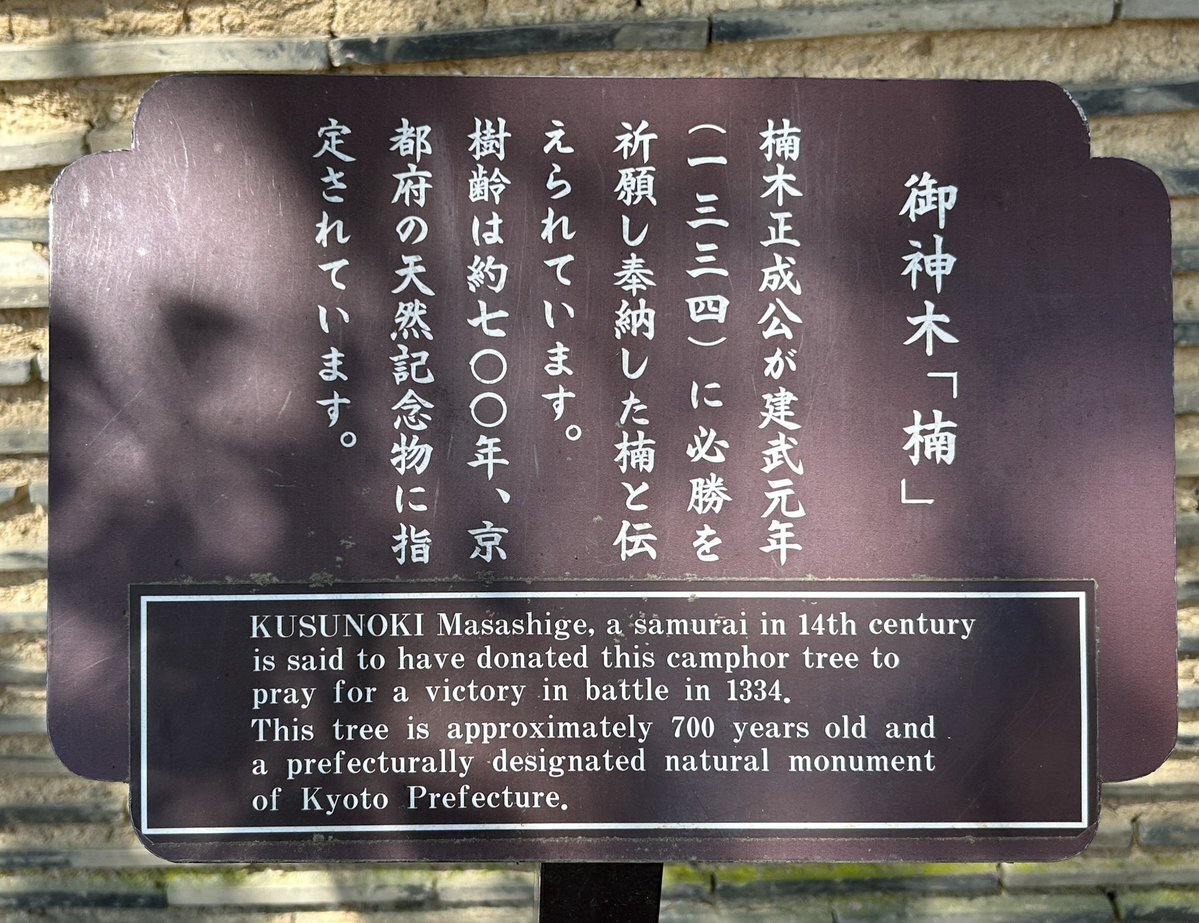 御神木「楠」
楠木正成公が建武元年
（一三三四）に必勝を
祈願し奉納した楠と伝
えられています。
樹齢は約七〇〇年、京
都府の天然記念物に指
定されています。
KUSUNOKI Masashige, a samurai in 14th century
is said to have donated this camphor tree to
pray for a victory in battle in 1334.
This tree is approximately 700 years old and
a prefecturally designated natural monument
of Kyoto Prefecture.